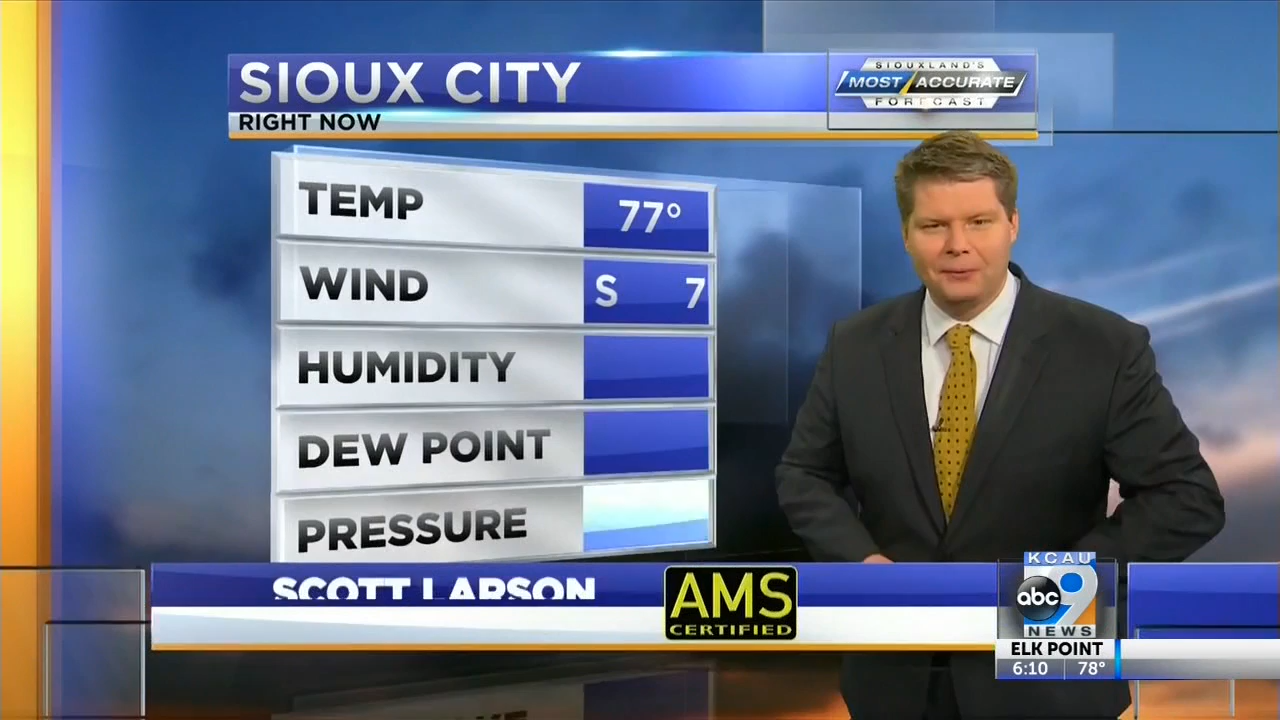 SIOUX CITY
RIGHT NOW
SIOUXLAND'S
MOST ACCURATE
FORECAST
TEMP 77°
WIND S 7
HUMIDITY
DEW POINT
PRESSURE
SCOTT LARSON
AMS
CERTIFIED
KCAU
abc 9
NEWS
ELK POINT
6:10 78°